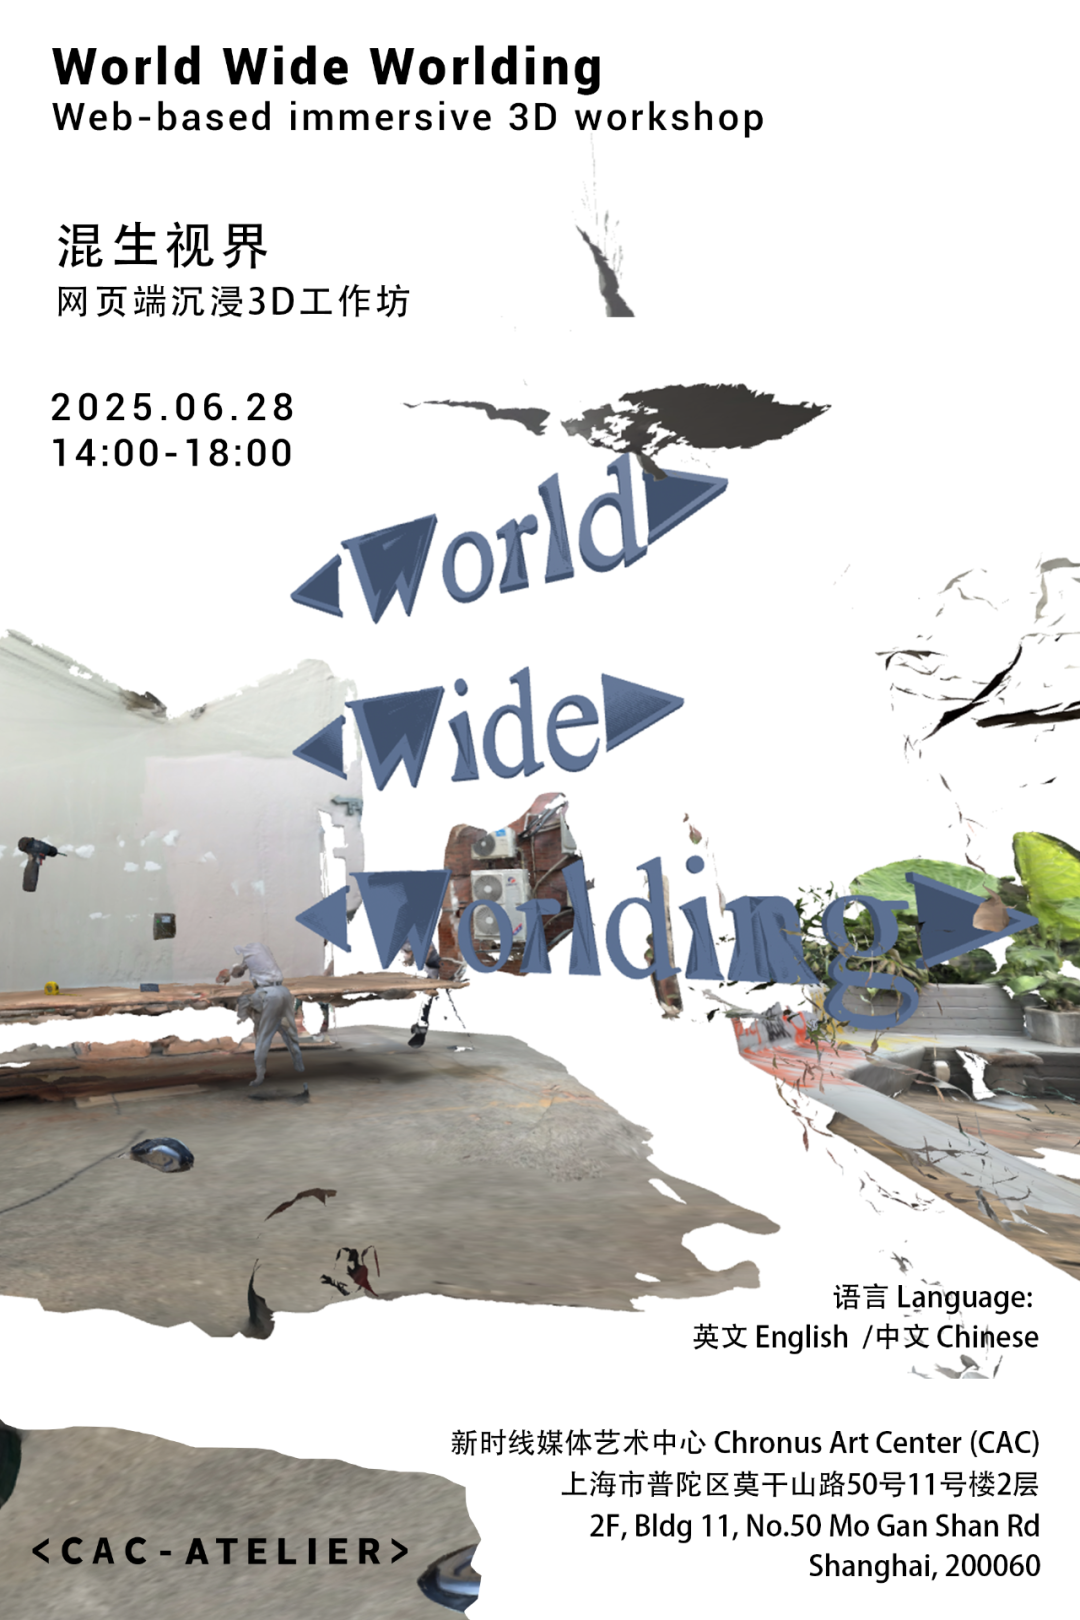 World Wide Worlding
Web-based immersive 3D workshop
混生视界
网页端沉浸3D工作坊
2025.06.28
14:00-18:00
World
Wide
Worlding
语言 Language:
英文 English /中文 Chinese
新时线媒体艺术中心 Chronus Art Center (CAC)
上海市普陀区莫干山路50号11号楼2层
2F, Bldg 11, No.50 Mo Gan Shan Rd
Shanghai, 200060
<CAC-ATELIER>